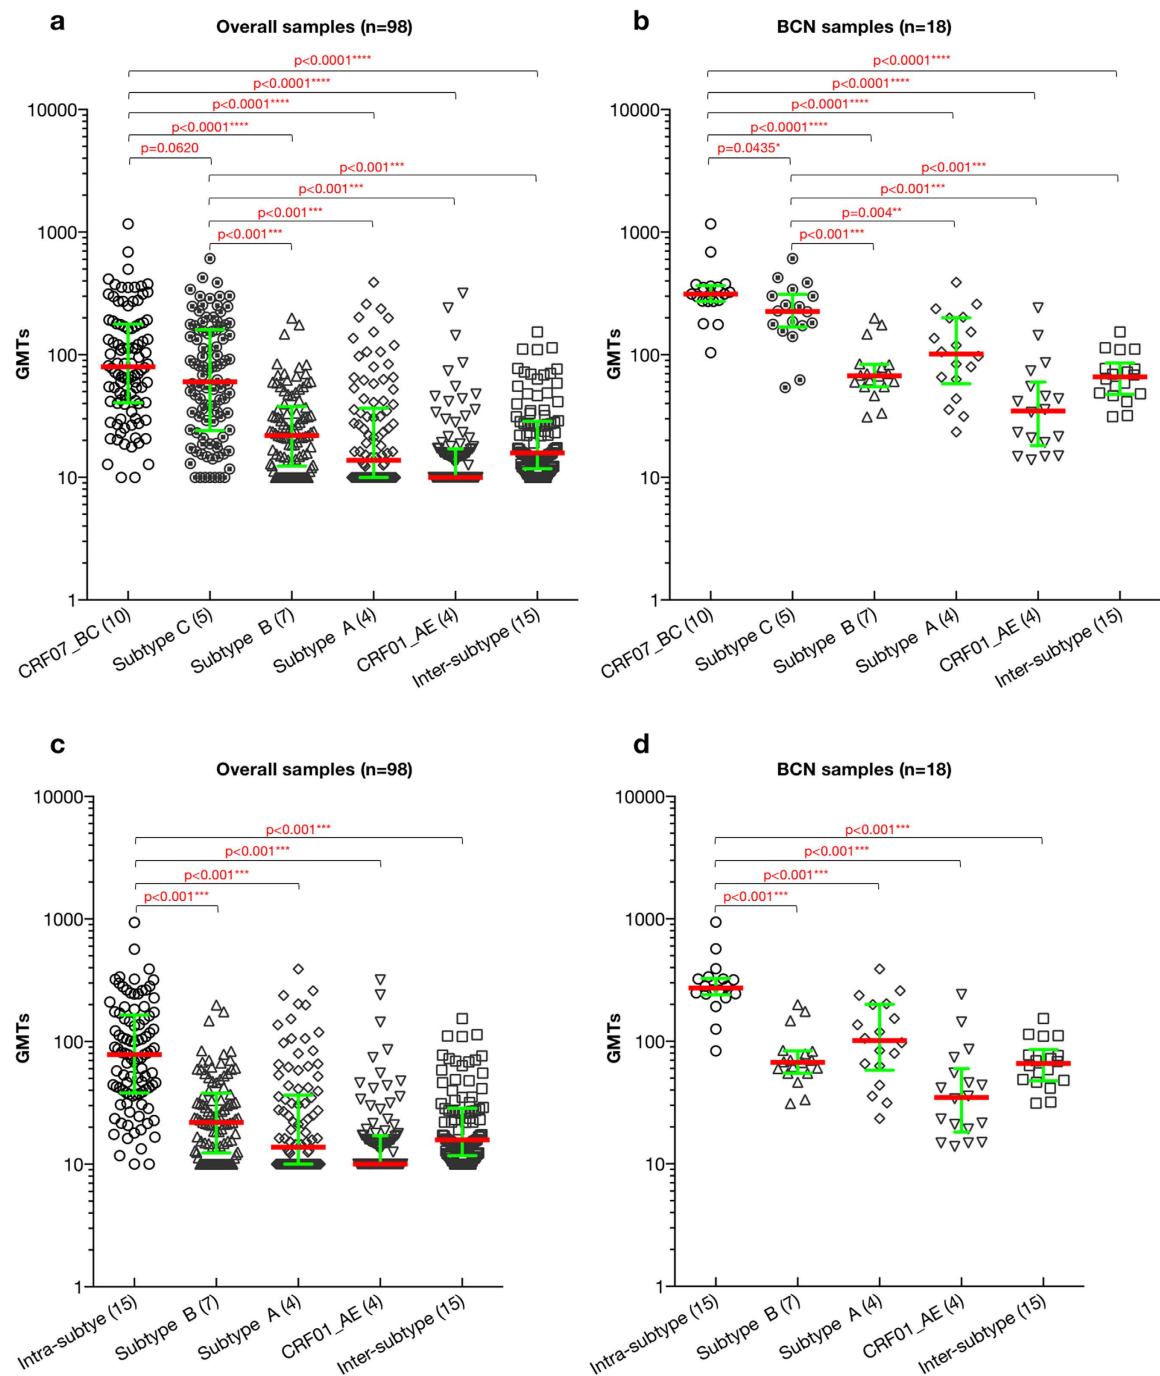 a
Overall samples (n=98)
p<0.0001****
p<0.0001****
p<0.0001****
p<0.0001****
p=0.0620
p<0.001***
p<0.001***
p<0.001***
p<0.001***
10000
1000
100
10
1
GMTs
CRF07_BC (10)
Subtype C (5)
Subtype B (7)
Subtype A (4)
CRF01_AE (4)
Inter-subtype (15)
b
BCN samples (n=18)
p<0.0001****
p<0.0001****
p<0.0001****
p<0.0001****
p=0.0435*
p<0.001***
p<0.001***
p=0.004**
p<0.001***
10000
1000
100
10
1
GMTs
CRF07_BC (10)
Subtype C (5)
Subtype B (7)
Subtype A (4)
CRF01_AE (4)
Inter-subtype (15)
c
Overall samples (n=98)
p<0.001***
p<0.001***
p<0.001***
p<0.001***
10000
1000
100
10
1
GMTs
Intra-subtye (15)
Subtype B (7)
Subtype A (4)
CRF01_AE (4)
Inter-subtype (15)
d
BCN samples (n=18)
p<0.001***
p<0.001***
p<0.001***
p<0.001***
10000
1000
100
10
1
GMTs
Intra-subtype (15)
Subtype B (7)
Subtype A (4)
CRF01_AE (4)
Inter-subtype (15)